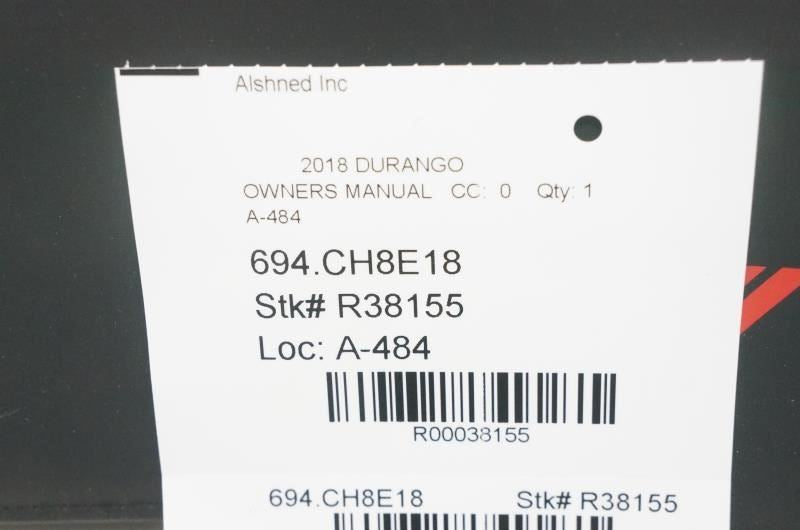 Alshned Inc
2018 DURANGO
OWNERS MANUAL CC: 0 Qty: 1
A-484
694.CH8E18
Stk# R38155
Loc: A-484
R00038155
694.CH8E18 Stk# R38155